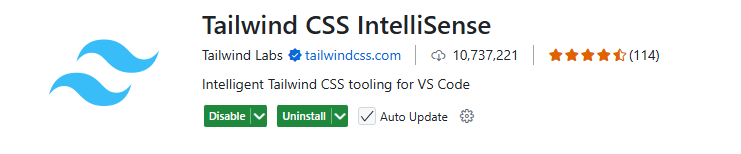 Tailwind CSS IntelliSense
Tailwind Labs tailwindcss.com 10,737,221 (114)
Intelligent Tailwind CSS tooling for VS Code
Disable Uninstall Auto Update